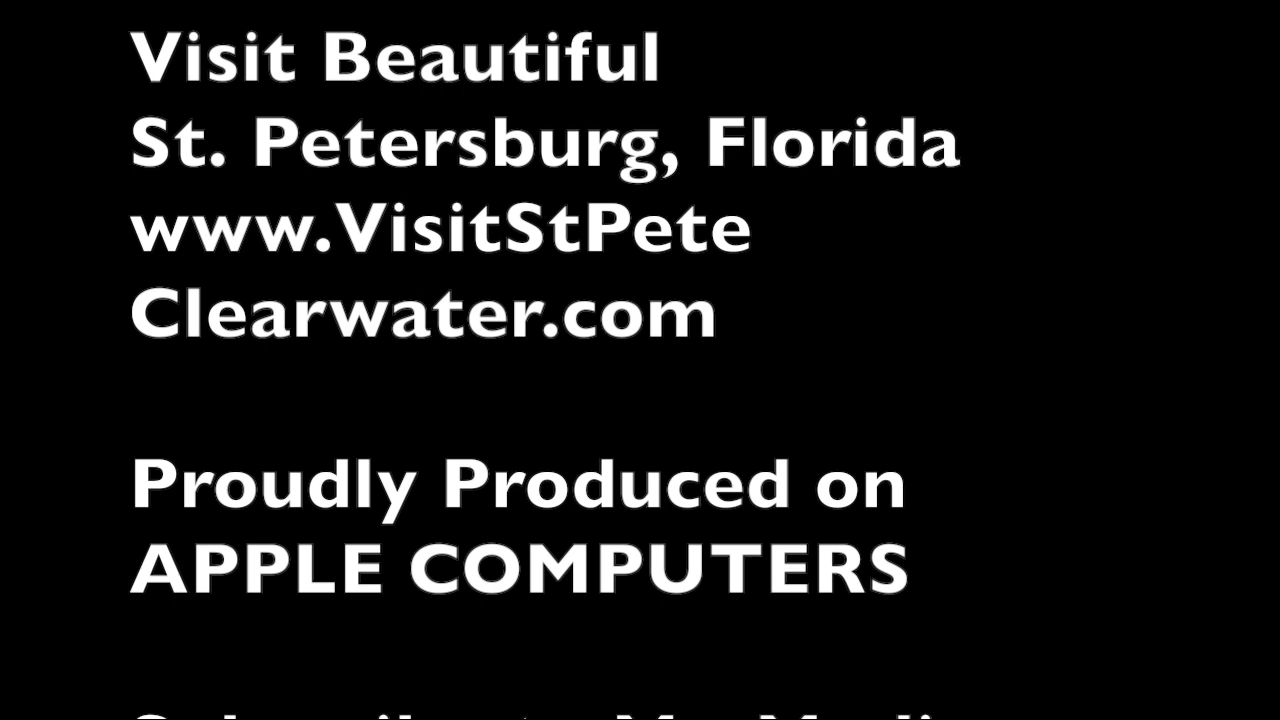 Visit Beautiful
St. Petersburg, Florida
www.VisitStPete
Clearwater.com
Proudly Produced on
APPLE COMPUTERS